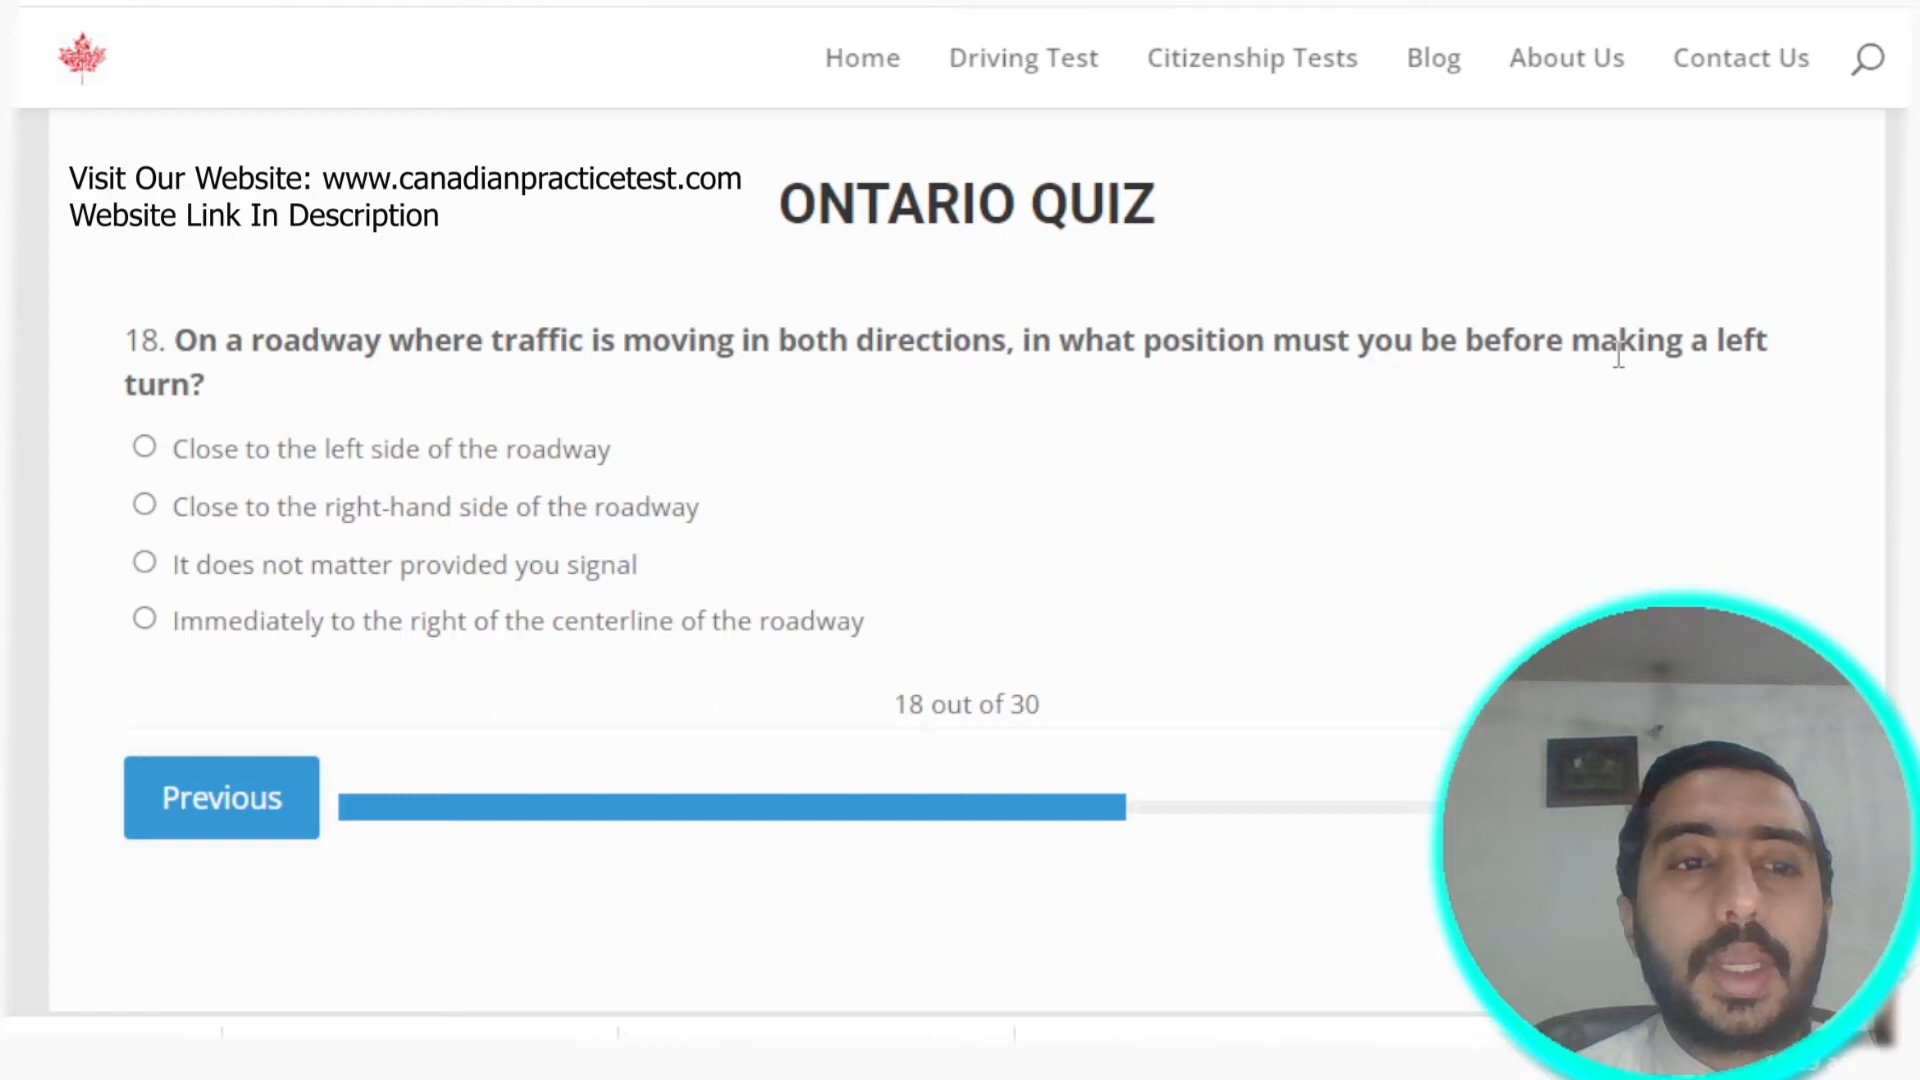 Home Driving Test Citizenship Tests Blog About Us Contact Us
Visit Our Website: www.canadianpracticetest.com
Website Link In Description
ONTARIO QUIZ
18. On a roadway where traffic is moving in both directions, in what position must you be before making a left
turn?
Close to the left side of the roadway
Close to the right-hand side of the roadway
It does not matter provided you signal
Immediately to the right of the centerline of the roadway
18 out of 30
Previous